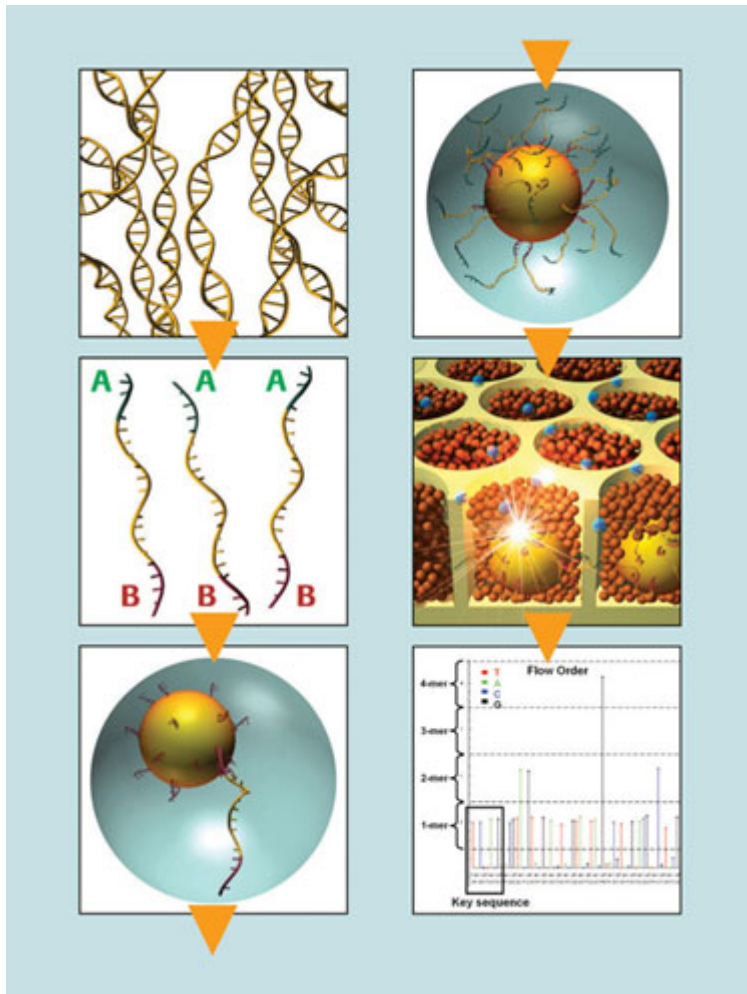 A A A
B B B
Flow Order
T
A
C
G
4-mer
3-mer
2-mer
1-mer
Key sequence